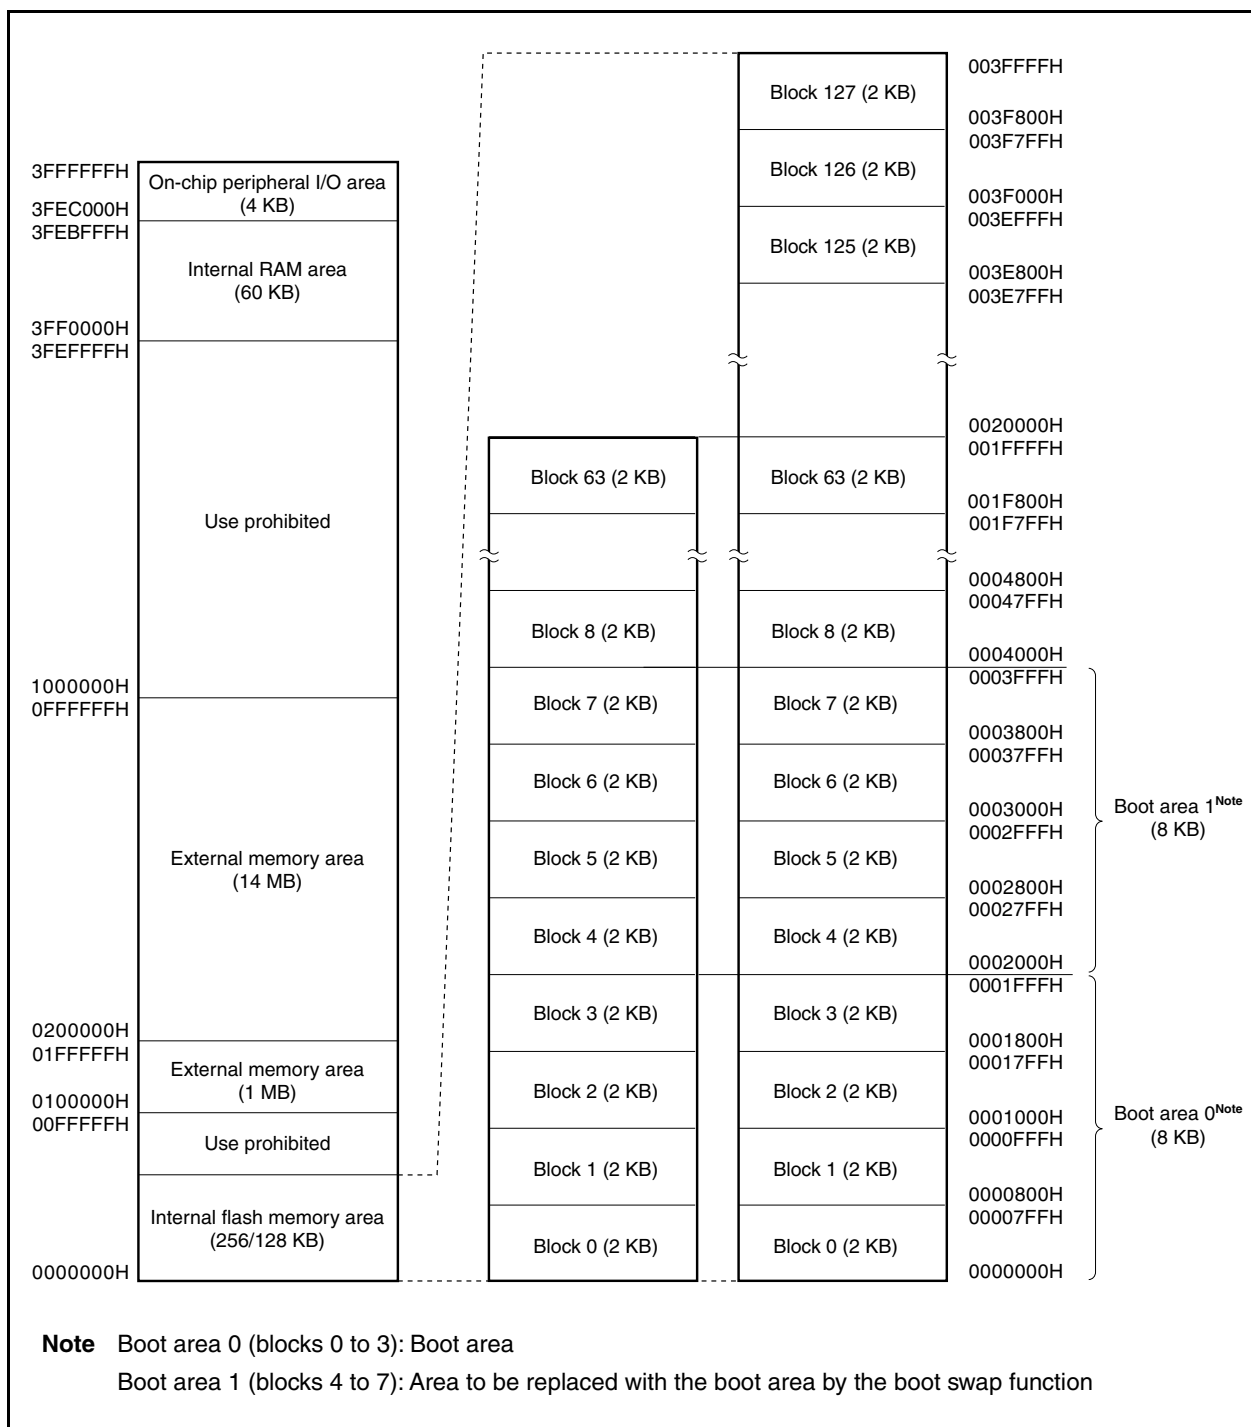 3FFFFFFH
On-chip peripheral I/O area
(4 KB)
3FEC000H
3FEBFFFH
Internal RAM area
(60 KB)
3FF0000H
3FEFFFFH
Use prohibited
1000000H
0FFFFFFH
External memory area
(14 MB)
0200000H
01FFFFFH
External memory area
(1 MB)
0100000H
00FFFFFH
Use prohibited
Internal flash memory area
(256/128 KB)
0000000H
Block 63 (2 KB)
Block 8 (2 KB)
Block 7 (2 KB)
Block 6 (2 KB)
Block 5 (2 KB)
Block 4 (2 KB)
Block 3 (2 KB)
Block 2 (2 KB)
Block 1 (2 KB)
Block 0 (2 KB)
Block 127 (2 KB)
Block 126 (2 KB)
Block 125 (2 KB)
Block 63 (2 KB)
Block 8 (2 KB)
Block 7 (2 KB)
Block 6 (2 KB)
Block 5 (2 KB)
Block 4 (2 KB)
Block 3 (2 KB)
Block 2 (2 KB)
Block 1 (2 KB)
Block 0 (2 KB)
003FFFFH
003F800H
003F7FFH
003F000H
003EFFFH
003E800H
003E7FFH
0020000H
001FFFFH
001F800H
001F7FFH
0004800H
00047FFH
0004000H
0003FFFH
0003800H
00037FFH
0003000H
0002FFFH
0002800H
00027FFH
0002000H
0001FFFH
0001800H
00017FFH
0001000H
0000FFFH
0000800H
00007FFH
0000000H
Boot area 1Note
(8 KB)
Boot area 0Note
(8 KB)
Note Boot area 0 (blocks 0 to 3): Boot area
Boot area 1 (blocks 4 to 7): Area to be replaced with the boot area by the boot swap function